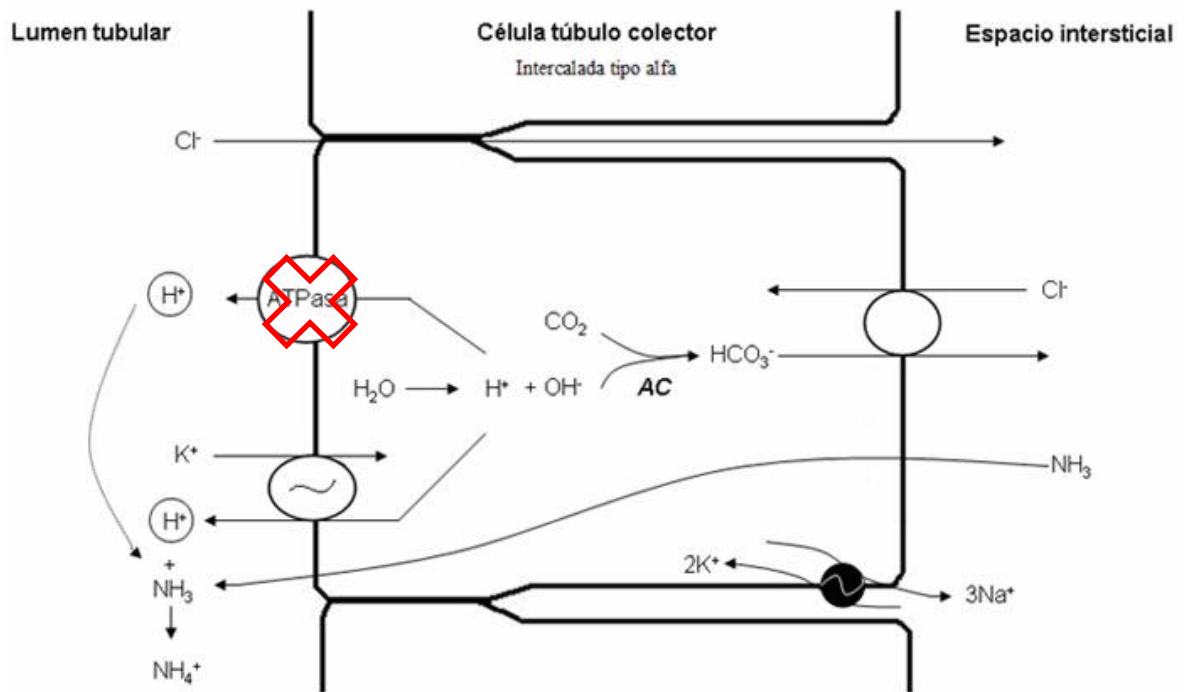 Lumen tubular
Célula túbulo colector
Intercalada tipo alfa
Espacio intersticial
Cl⁻
H⁺
ATPasa
Cl⁻
CO₂
HCO₃⁻
H₂O
H⁺ + OH⁻
AC
K⁺
NH₃
H⁺
+
NH₃
2K⁺
3Na⁺
NH₄⁺